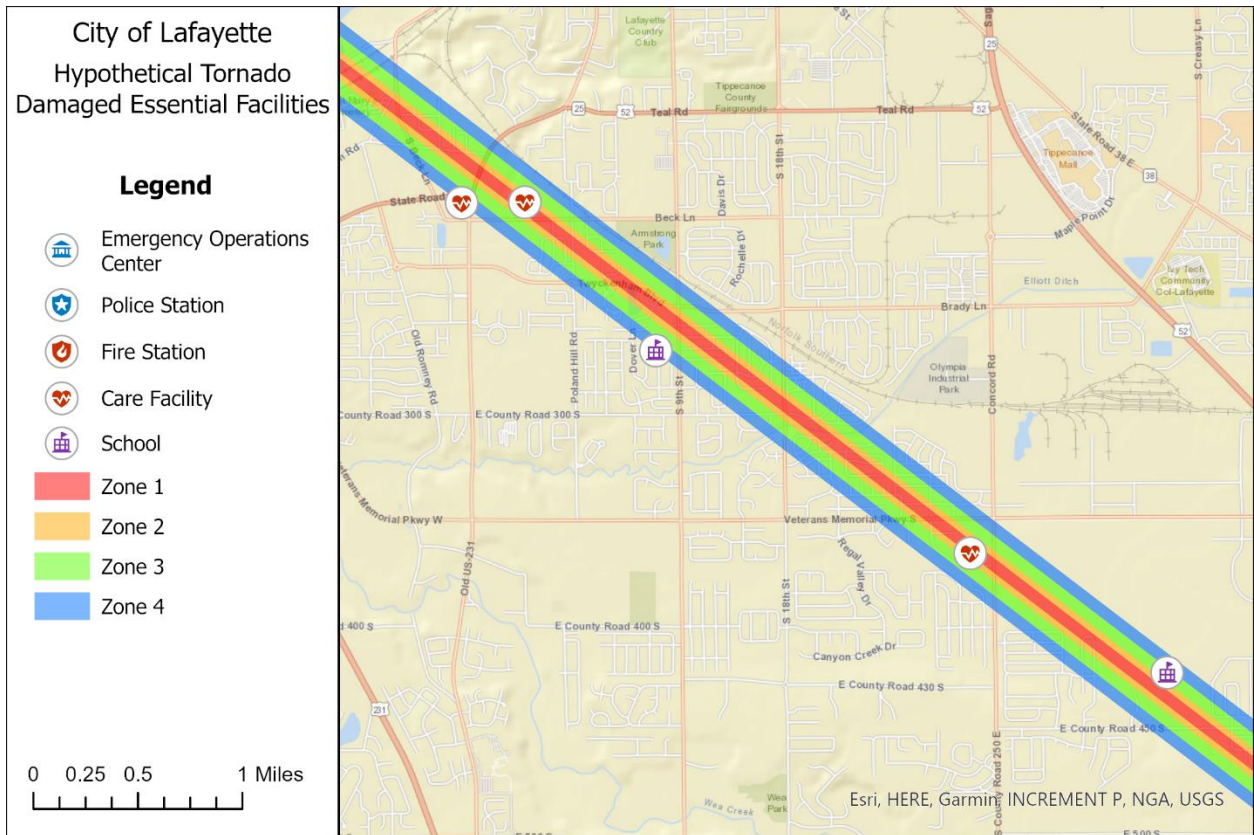 City of Lafayette
Hypothetical Tornado
Damaged Essential Facilities
Legend
Emergency Operations
Center
Police Station
Fire Station
Care Facility
School
Zone 1
Zone 2
Zone 3
Zone 4
0 0.25 0.5 1 Miles
Lafayette
Country
Club
25
S Creasy Ln
Tippecanoe
County
Fairgrounds
25
52
Teal Rd
Teal Rd
52
State Road 38 E
Tippecanoe
Mall
38
S 18th St
S Beck Ln
State Road
Beck Ln
Davis Dr
Armstrong
Park
Rochelle Dr
Maple Point Dr
Ivy Tech
Community
Col-Lafayette
Elliott Ditch
Twyckenham Blvd
Brady Ln
Norfolk Southern
52
Old Romney Rd
Poland Hill Rd
Dover Ln
S 9th St
Olympia
Industrial
Park
Concord Rd
County Road 300 S
E County Road 300 S
Veterans Memorial Pkwy W
Veterans Memorial Pkwy S
Regal Valley Dr
Old US-231
S 18th St
400 S
E County Road 400 S
Canyon Creek Dr
E County Road 430 S
231
E County Road 450 S
S County Road 250 E
Wea
Park
Wea Creek
Esri, HERE, Garmin, INCREMENT P, NGA, USGS
E 500 S